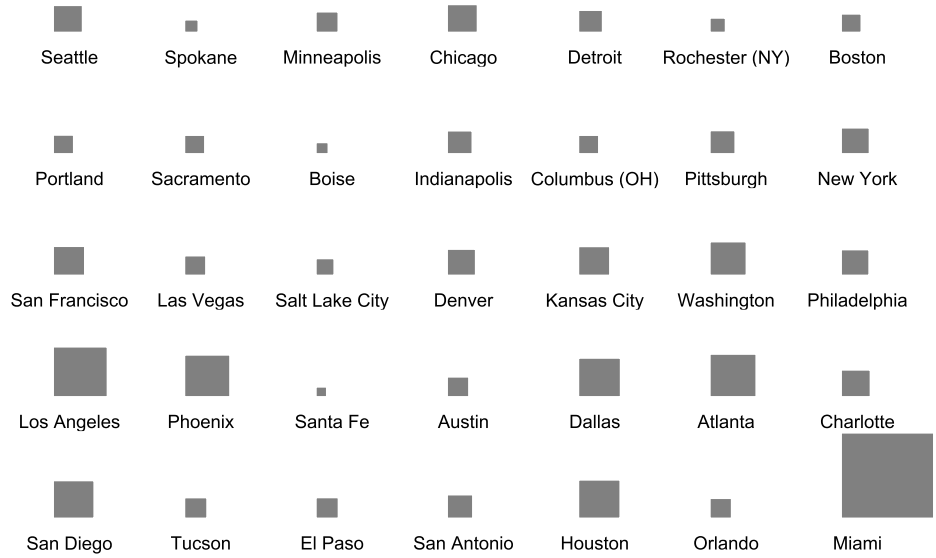 Seattle Spokane Minneapolis Chicago Detroit Rochester (NY) Boston
Portland Sacramento Boise Indianapolis Columbus (OH) Pittsburgh New York
San Francisco Las Vegas Salt Lake City Denver Kansas City Washington Philadelphia
Los Angeles Phoenix Santa Fe Austin Dallas Atlanta Charlotte
San Diego Tucson El Paso San Antonio Houston Orlando Miami